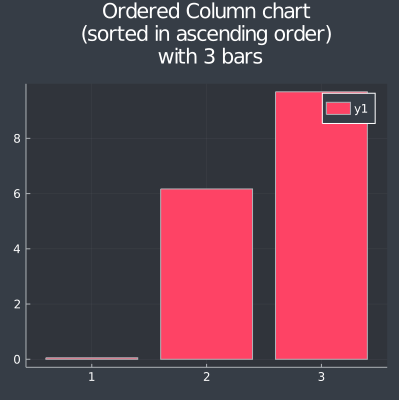 Ordered Column chart
(sorted in ascending order)
with 3 bars
y1
8
6
4
2
0
1 2 3